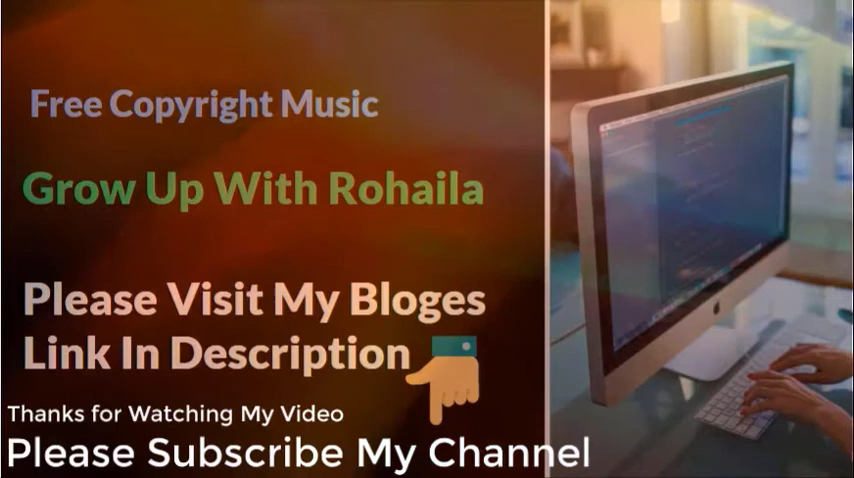 Free Copyright Music
Grow Up With Rohaila
Please Visit My Bloges
Link In Description
Thanks for Watching My Video
Please Subscribe My Channel